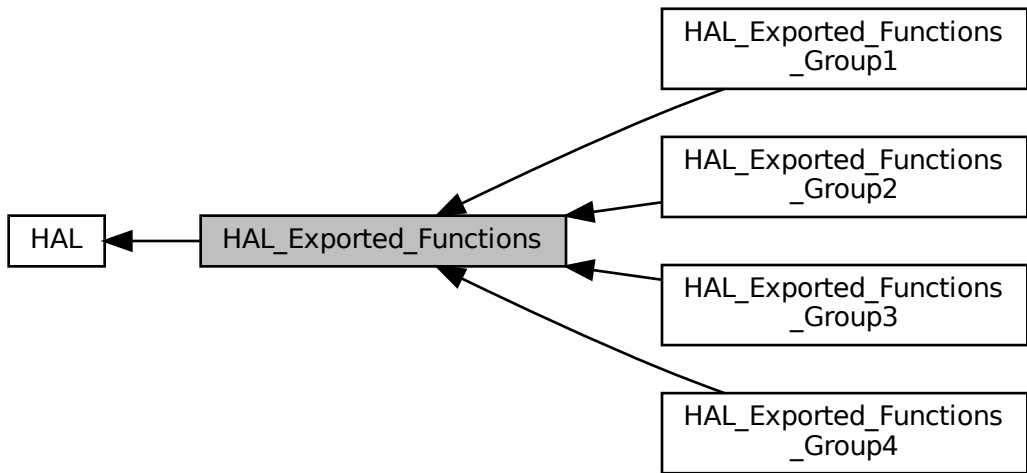 HAL_Exported_Functions
_Group1
HAL_Exported_Functions
_Group2
HAL
HAL_Exported_Functions
HAL_Exported_Functions
_Group3
HAL_Exported_Functions
_Group4